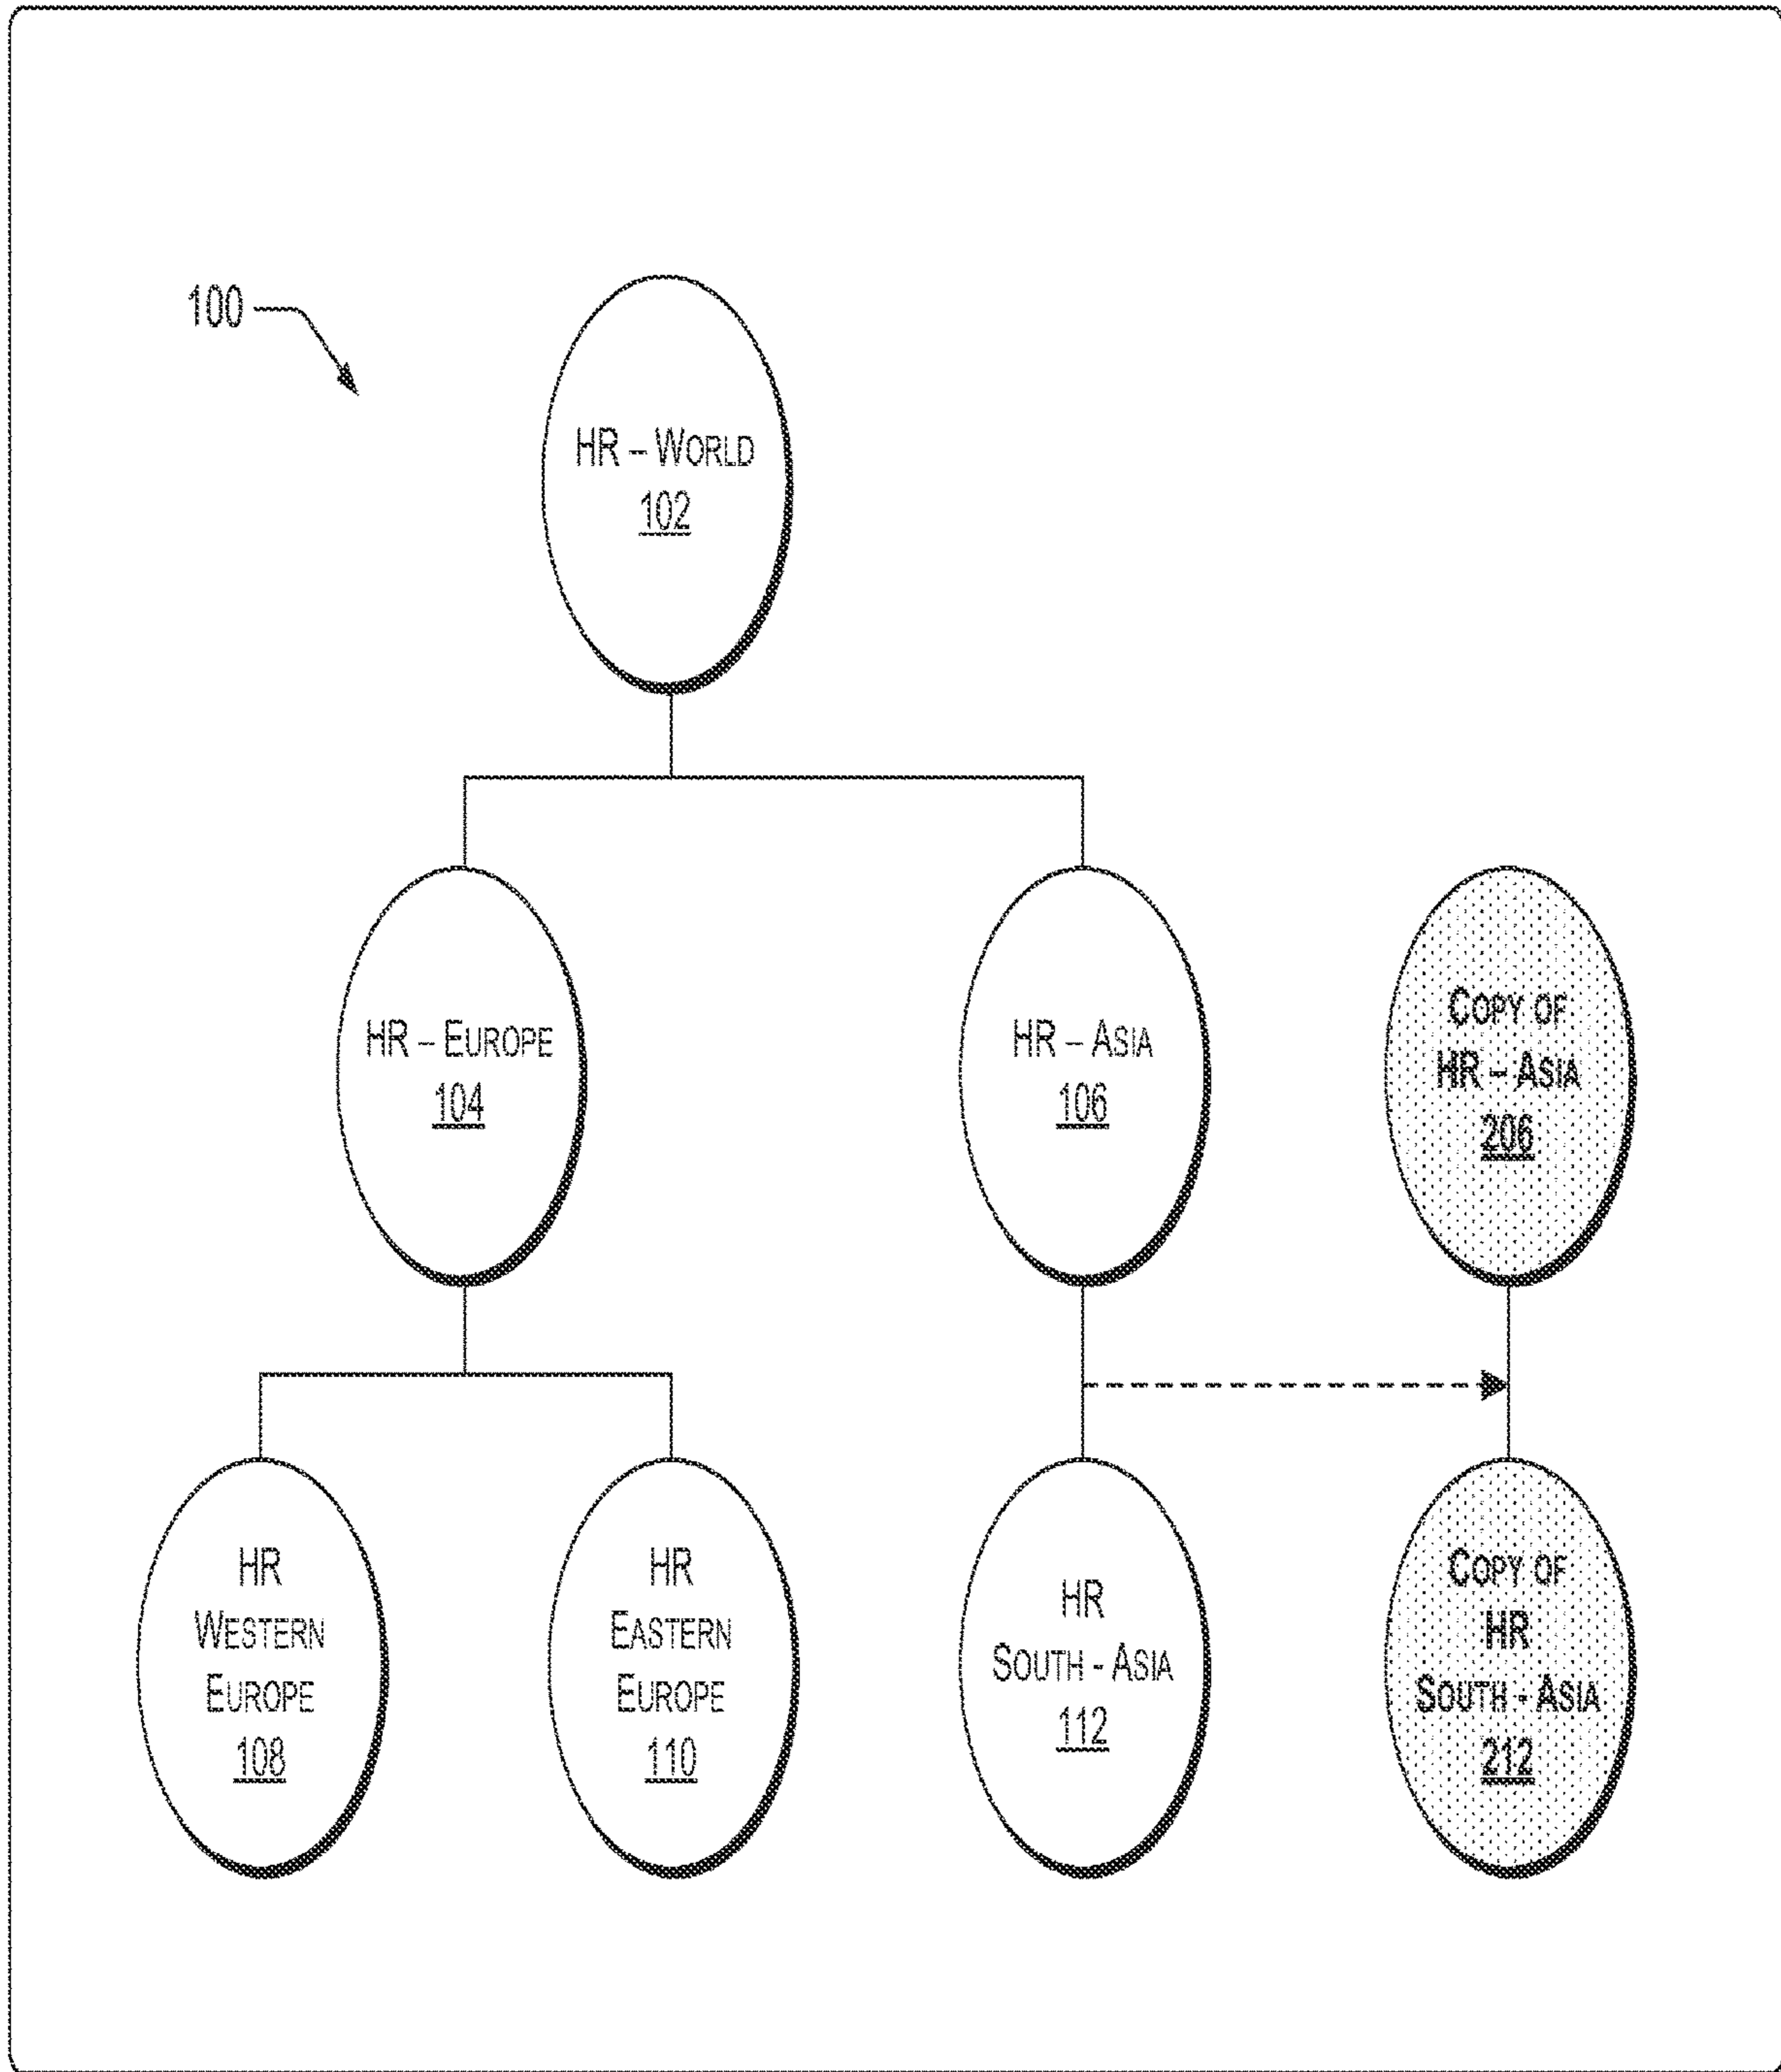 100
HR – WORLD
102
HR – EUROPE
104
HR – ASIA
106
COPY OF
HR – ASIA
206
HR
WESTERN
EUROPE
108
HR
EASTERN
EUROPE
110
HR
SOUTH - ASIA
112
COPY OF
HR
SOUTH - ASIA
212